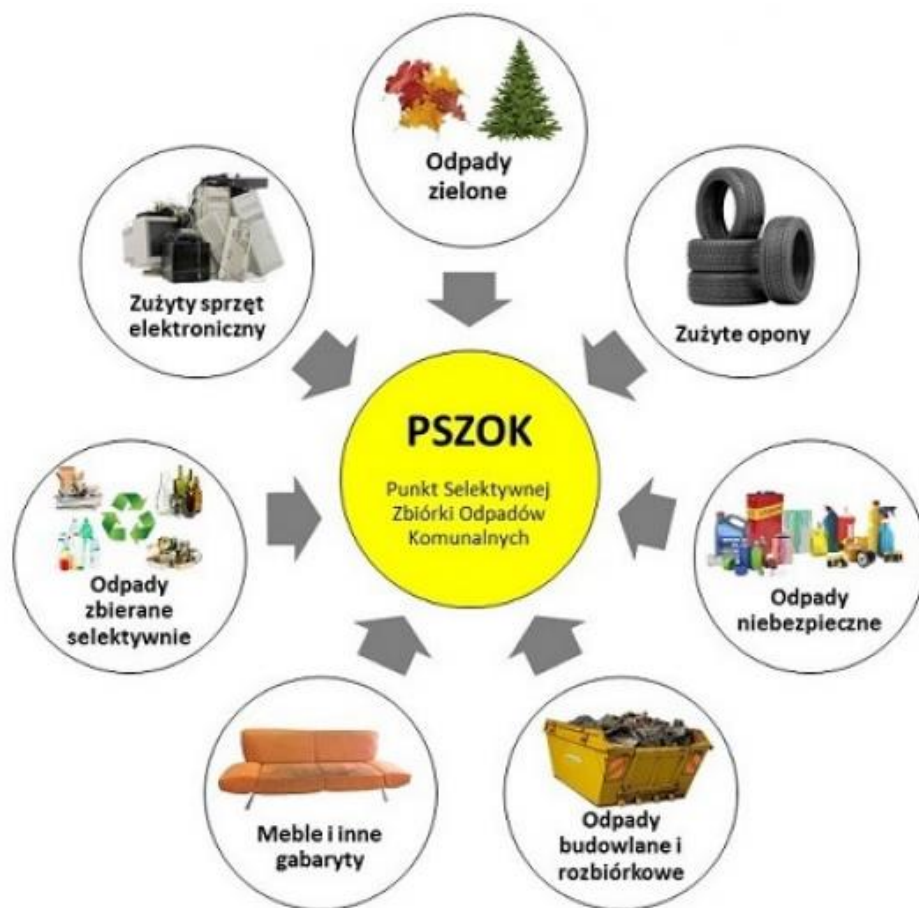 Odpady
zielone
Zużyty sprzęt
elektroniczny
Zużyte opony
PSZOK
Punkt Selektywnej
Zbiórki Odpadów
Komunalnych
Odpady
zbierane
selektywnie
Odpady
niebezpieczne
Meble i inne
gabaryty
Odpady
budowlane i
rozbiórkowe